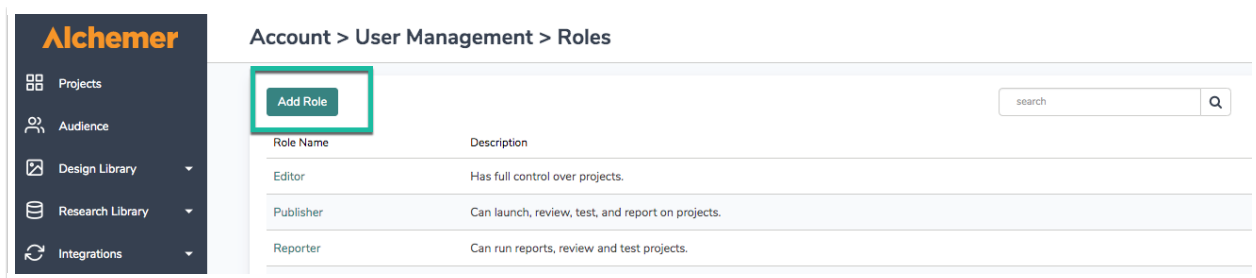 Alchemer
Account > User Management > Roles
Projects
Audience
Design Library
Research Library
Integrations
Add Role
search
Role Name Description
Editor Has full control over projects.
Publisher Can launch, review, test, and report on projects.
Reporter Can run reports, review and test projects.